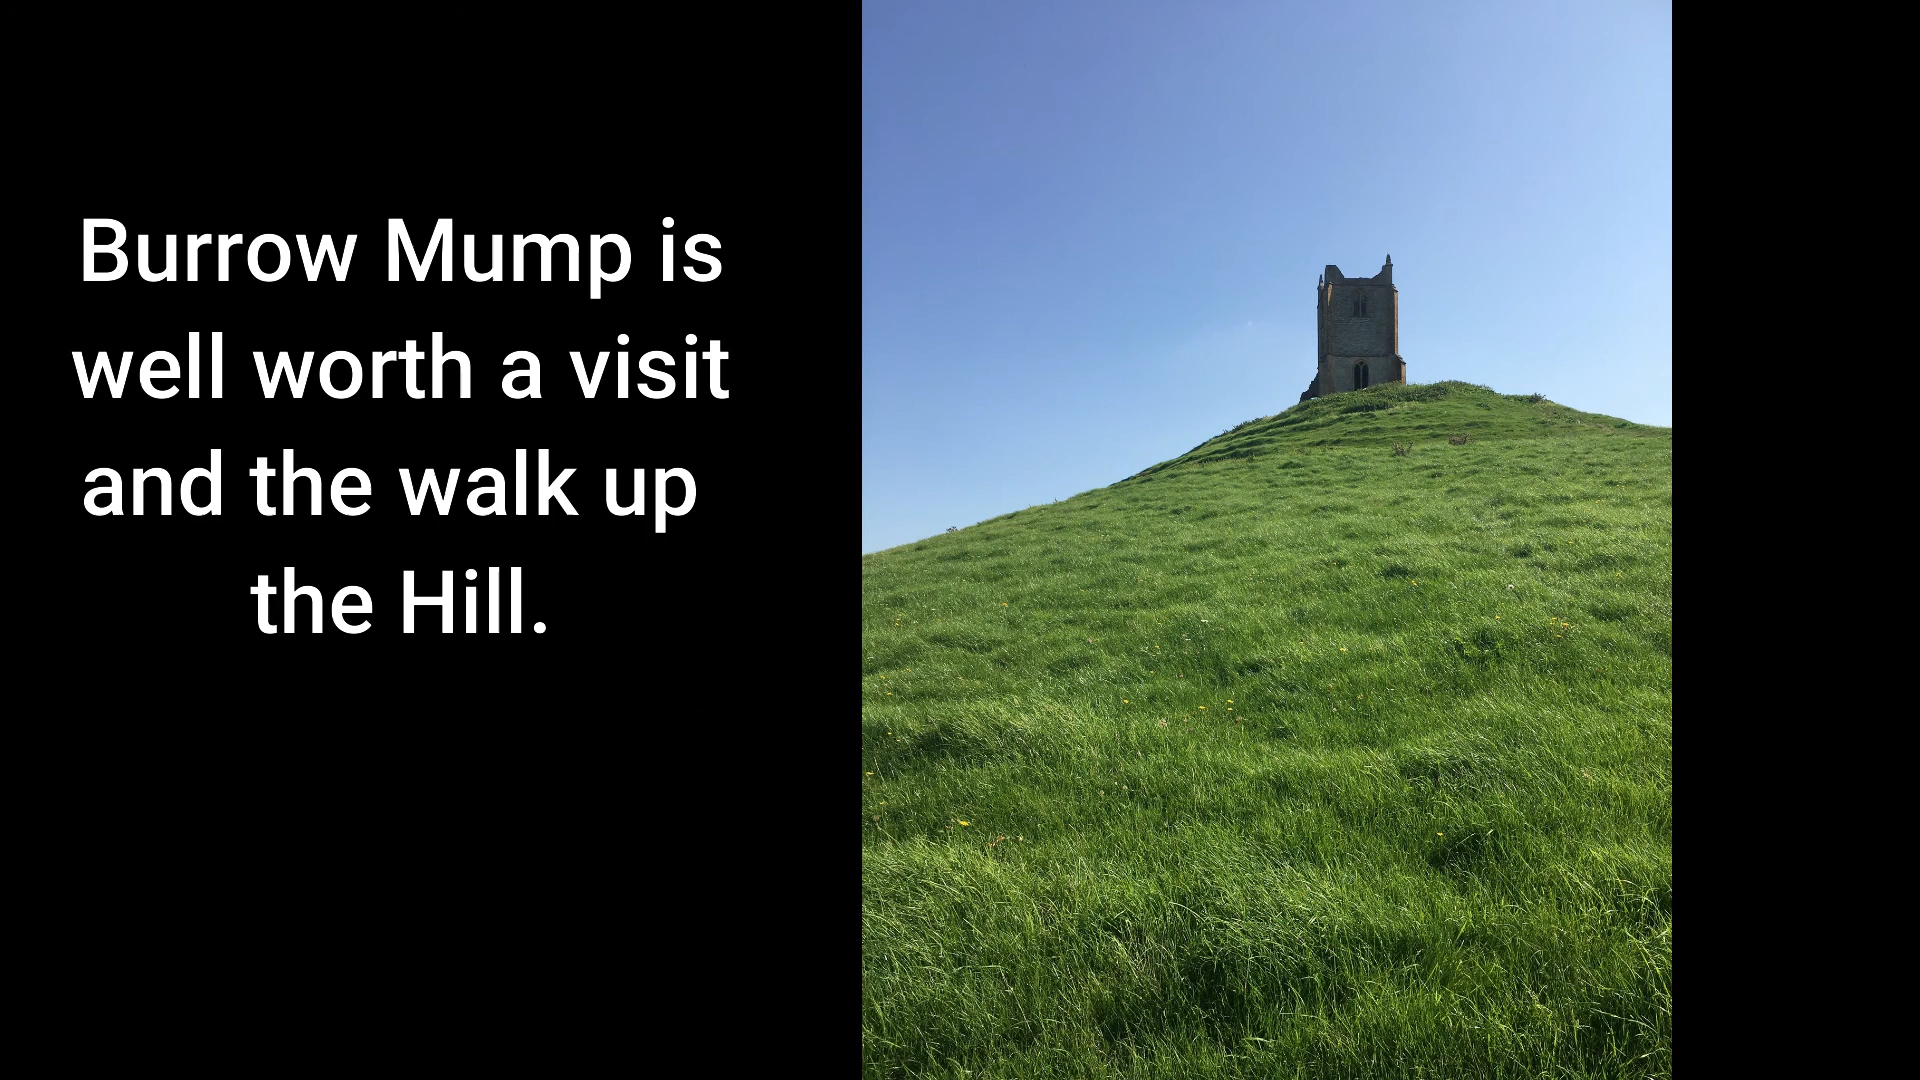 Burrow Mump is
well worth a visit
and the walk up
the Hill.